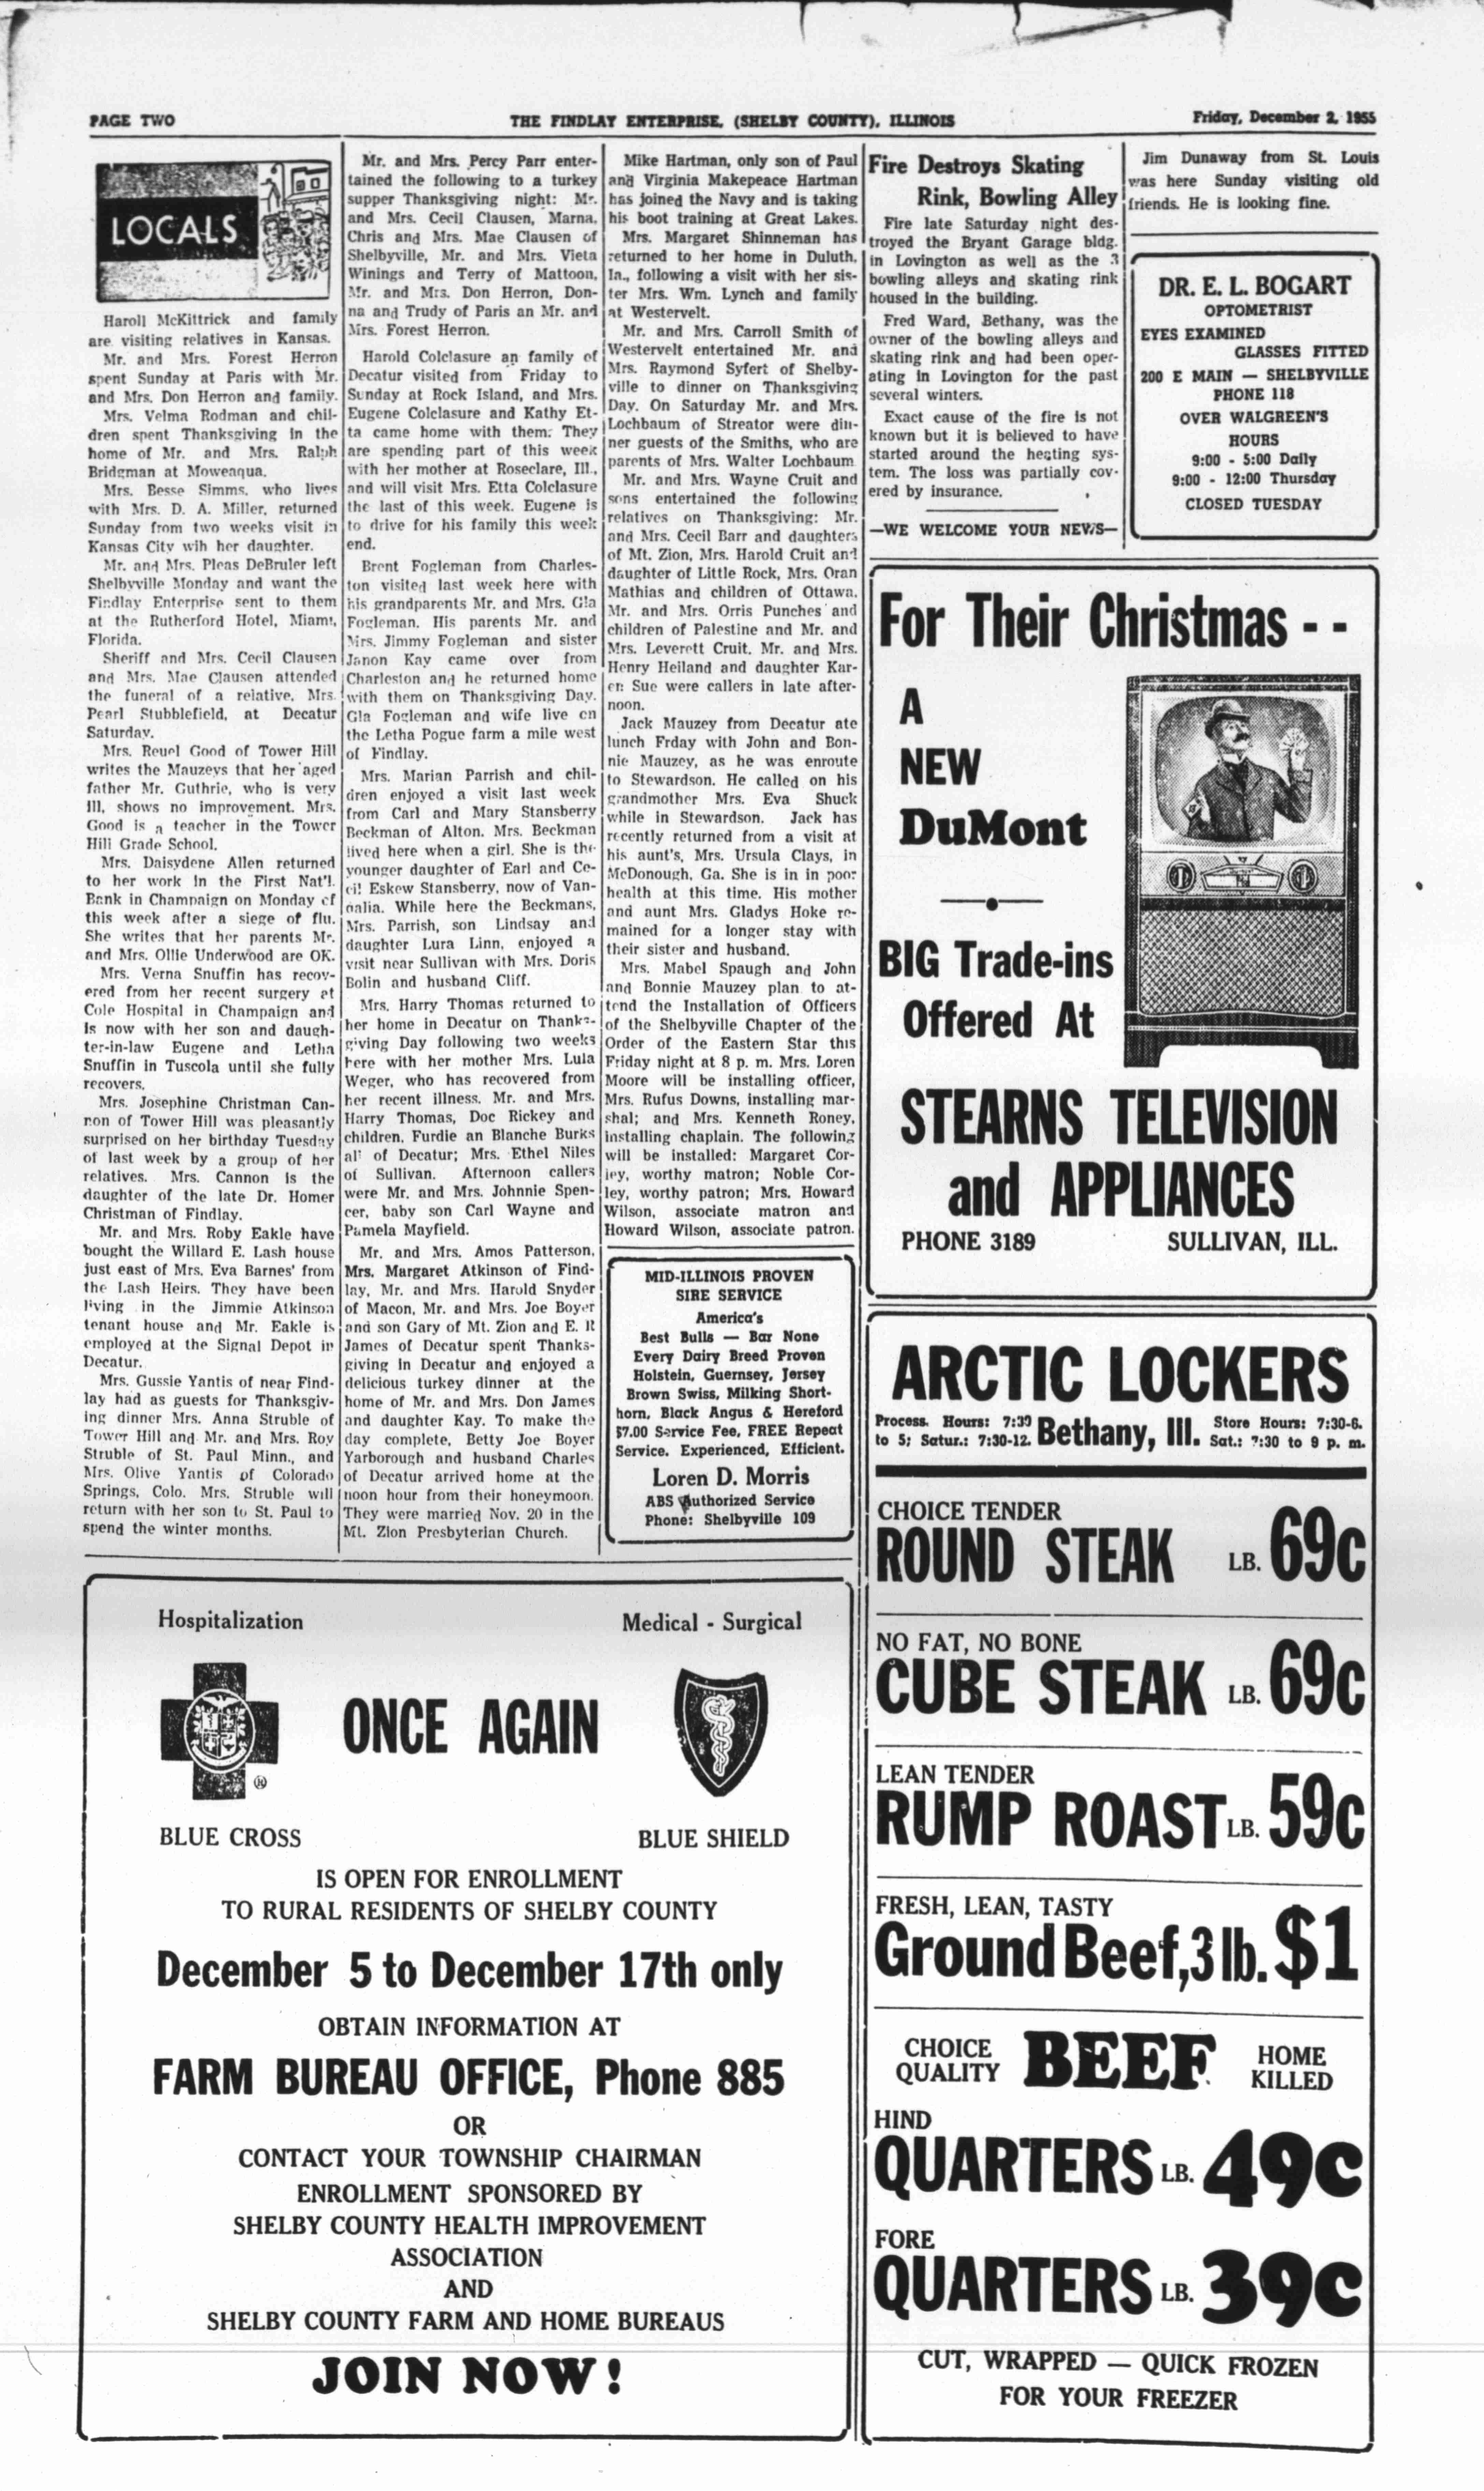 PAGE TWO
THE FINDLAY ENTERPRISE, (SHELBY COUNTY), ILLINOIS
Friday, December 2, 1955
LOCALS
Haroll McKittrick and family
are visiting relatives in Kansas.
Mr. and Mrs. Forest Herron
spent Sunday at Paris with Mr.
and Mrs. Don Herron and family.
Mrs. Velma Rodman and chil-
dren spent Thanksgiving in the
home of Mr. and Mrs. Ralph
Bridgman at Moweaqua.
Mrs. Besse Simms, who lives
with Mrs. D. A. Miller, returned
Sunday from two weeks visit in
Kansas City wih her daughter.
Mr. and Mrs. Pleas DeBruler left
Shelbyville Monday and want the
Findlay Enterprise sent to them
at the Rutherford Hotel, Miami,
Florida.
Sheriff and Mrs. Cecil Clausen
and Mrs. Mae Clausen attended
the funeral of a relative, Mrs.
Pearl Stubblefield, at Decatur
Saturday.
Mrs. Reuel Good of Tower Hill
writes the Mauzeys that her aged
father Mr. Guthrie, who is very
ill, shows no improvement. Mrs.
Good is a teacher in the Tower
Hill Grade School.
Mrs. Daisydene Allen returned
to her work in the First Nat'l.
Bank in Champaign on Monday of
this week after a siege of flu.
She writes that her parents Mr.
and Mrs. Ollie Underwood are OK.
Mrs. Verna Snuffin has recov-
ered from her recent surgery at
Cole Hospital in Champaign and
is now with her son and daugh-
ter-in-law Eugene and Letha
Snuffin in Tuscola until she fully
recovers.
Mrs. Josephine Christman Can-
non of Tower Hill was pleasantly
surprised on her birthday Tuesday
of last week by a group of her
relatives. Mrs. Cannon is the
daughter of the late Dr. Homer
Christman of Findlay.
Mr. and Mrs. Roby Eakle have
bought the Willard E. Lash house
just east of Mrs. Eva Barnes' from
the Lash Heirs. They have been
living in the Jimmie Atkinson
tenant house and Mr. Eakle is
employed at the Signal Depot in
Decatur.
Mrs. Gussie Yantis of near Find-
lay had as guests for Thanksgiv-
ing dinner Mrs. Anna Struble of
Tower Hill and Mr. and Mrs. Roy
Struble of St. Paul Minn., and
Mrs. Olive Yantis of Colorado
Springs, Colo. Mrs. Struble will
return with her son to St. Paul to
spend the winter months.
Mr. and Mrs. Percy Parr enter-
tained the following to a turkey
supper Thanksgiving night: Mr.
and Mrs. Cecil Clausen, Marna,
Chris and Mrs. Mae Clausen of
Shelbyville, Mr. and Mrs. Vieta
Winings and Terry of Mattoon,
Mr. and Mrs. Don Herron, Don-
na and Trudy of Paris an Mr. and
Mrs. Forest Herron.
Harold Colclasure an family of
Decatur visited from Friday to
Sunday at Rock Island, and Mrs.
Eugene Colclasure and Kathy Et-
ta came home with them. They
are spending part of this week
with her mother at Roseclare, Ill.,
and will visit Mrs. Etta Colclasure
the last of this week. Eugene is
to drive for his family this week
end.
Brent Fogleman from Charles-
ton visited last week here with
his grandparents Mr. and Mrs. Gla
Fogleman. His parents Mr. and
Mrs. Jimmy Fogleman and sister
Janon Kay came over from
Charleston and he returned home
with them on Thanksgiving Day.
Gla Fogleman and wife live on
the Letha Pogue farm a mile west
of Findlay.
Mrs. Marian Parrish and chil-
dren enjoyed a visit last week
from Carl and Mary Stansberry
Beckman of Alton. Mrs. Beckman
lived here when a girl. She is the
younger daughter of Earl and Ce-
cil Eskew Stansberry, now of Van-
nalia. While here the Beckmans,
Mrs. Parrish, son Lindsay and
daughter Lura Linn, enjoyed a
visit near Sullivan with Mrs. Doris
Bolin and husband Cliff.
Mrs. Harry Thomas returned to
her home in Decatur on Thanks-
giving Day following two weeks
here with her mother Mrs. Lula
Weger, who has recovered from
her recent illness. Mr. and Mrs.
Harry Thomas, Doc Rickey and
children, Furdie an Blanche Burks
all of Decatur; Mrs. Ethel Niles
of Sullivan. Afternoon callers
were Mr. and Mrs. Johnnie Spen-
cer, baby son Carl Wayne and
Pamela Mayfield.
Mr. and Mrs. Amos Patterson,
Mrs. Margaret Atkinson of Find-
lay, Mr. and Mrs. Harold Snyder
of Macon, Mr. and Mrs. Joe Boyer
and son Gary of Mt. Zion and E. R
James of Decatur spent Thanks-
giving in Decatur and enjoyed a
delicious turkey dinner at the
home of Mr. and Mrs. Don James
and daughter Kay. To make the
day complete, Betty Joe Boyer
Yarborough and husband Charles
of Decatur arrived home at the
noon hour from their honeymoon.
They were married Nov. 20 in the
Mt. Zion Presbyterian Church.
Mike Hartman, only son of Paul
and Virginia Makepeace Hartman
has joined the Navy and is taking
his boot training at Great Lakes.
Mrs. Margaret Shinneman has
returned to her home in Duluth,
Ia., following a visit with her sis-
ter Mrs. Wm. Lynch and family
at Westervelt.
Mr. and Mrs. Carroll Smith of
Westervelt entertained Mr. and
Mrs. Raymond Syfert of Shelby-
ville to dinner on Thanksgiving
Day. On Saturday Mr. and Mrs.
Lochbaum of Streator were din-
ner guests of the Smiths, who are
parents of Mrs. Walter Lochbaum
Mr. and Mrs. Wayne Cruit and
sons entertained the following
relatives on Thanksgiving: Mr.
and Mrs. Cecil Barr and daughters
of Mt. Zion, Mrs. Harold Cruit and
daughter of Little Rock, Mrs. Oran
Mathias and children of Ottawa,
Mr. and Mrs. Orris Punches and
children of Palestine and Mr. and
Mrs. Leverett Cruit. Mr. and Mrs.
Henry Heiland and daughter Kar-
en Sue were callers in late after-
noon.
Jack Mauzey from Decatur ate
lunch Frday with John and Bon-
nie Mauzey, as he was enroute
to Stewardson. He called on his
grandmother Mrs. Eva Shuck
while in Stewardson. Jack has
recently returned from a visit at
his aunt's, Mrs. Ursula Clays, in
McDonough, Ga. She is in in poor
health at this time. His mother
and aunt Mrs. Gladys Hoke re-
mained for a longer stay with
their sister and husband.
Mrs. Mabel Spaugh and John
and Bonnie Mauzey plan to at-
tend the Installation of Officers
of the Shelbyville Chapter of the
Order of the Eastern Star this
Friday night at 8 p. m. Mrs. Loren
Moore will be installing officer,
Mrs. Rufus Downs, installing mar-
shal; and Mrs. Kenneth Roney,
installing chaplain. The following
will be installed: Margaret Cor-
ley, worthy matron; Noble Cor-
ley, worthy patron; Mrs. Howard
Wilson, associate matron and
Howard Wilson, associate patron.
MID-ILLINOIS PROVEN
SIRE SERVICE
America's
Best Bulls — Bar None
Every Dairy Breed Proven
Holstein, Guernsey, Jersey
Brown Swiss, Milking Short-
horn, Black Angus & Hereford
$7.00 Service Fee, FREE Repeat
Service. Experienced, Efficient.
Loren D. Morris
ABS Authorized Service
Phone: Shelbyville 109
Fire Destroys Skating
Rink, Bowling Alley
Fire late Saturday night des-
troyed the Bryant Garage bldg.
in Lovington as well as the 3
bowling alleys and skating rink
housed in the building.
Fred Ward, Bethany, was the
owner of the bowling alleys and
skating rink and had been oper-
ating in Lovington for the past
several winters.
Exact cause of the fire is not
known but it is believed to have
started around the heating sys-
tem. The loss was partially cov-
ered by insurance.
—WE WELCOME YOUR NEWS—
Jim Dunaway from St. Louis
was here Sunday visiting old
friends. He is looking fine.
DR. E. L. BOGART
OPTOMETRIST
EYES EXAMINED
GLASSES FITTED
200 E MAIN — SHELBYVILLE
PHONE 118
OVER WALGREEN'S
HOURS
9:00 - 5:00 Daily
9:00 - 12:00 Thursday
CLOSED TUESDAY
For Their Christmas - -
A
NEW
DuMont
BIG Trade-ins
Offered At
STEARNS TELEVISION
and APPLIANCES
PHONE 3189 SULLIVAN, ILL.
ARCTIC LOCKERS
Process. Hours: 7:30
to 5; Satur.: 7:30-12.
Bethany, Ill.
Store Hours: 7:30-6.
Sat.: 7:30 to 9 p. m.
CHOICE TENDER
ROUND STEAK LB. 69c
NO FAT, NO BONE
CUBE STEAK LB. 69c
LEAN TENDER
RUMP ROAST LB. 59c
FRESH, LEAN, TASTY
Ground Beef, 3 lb. $1
CHOICE
QUALITY
BEEF
HOME
KILLED
HIND
QUARTERS LB. 49c
FORE
QUARTERS LB. 39c
CUT, WRAPPED — QUICK FROZEN
FOR YOUR FREEZER
Hospitalization Medical - Surgical
ONCE AGAIN
®
BLUE CROSS BLUE SHIELD
IS OPEN FOR ENROLLMENT
TO RURAL RESIDENTS OF SHELBY COUNTY
December 5 to December 17th only
OBTAIN INFORMATION AT
FARM BUREAU OFFICE, Phone 885
OR
CONTACT YOUR TOWNSHIP CHAIRMAN
ENROLLMENT SPONSORED BY
SHELBY COUNTY HEALTH IMPROVEMENT
ASSOCIATION
AND
SHELBY COUNTY FARM AND HOME BUREAUS
JOIN NOW!